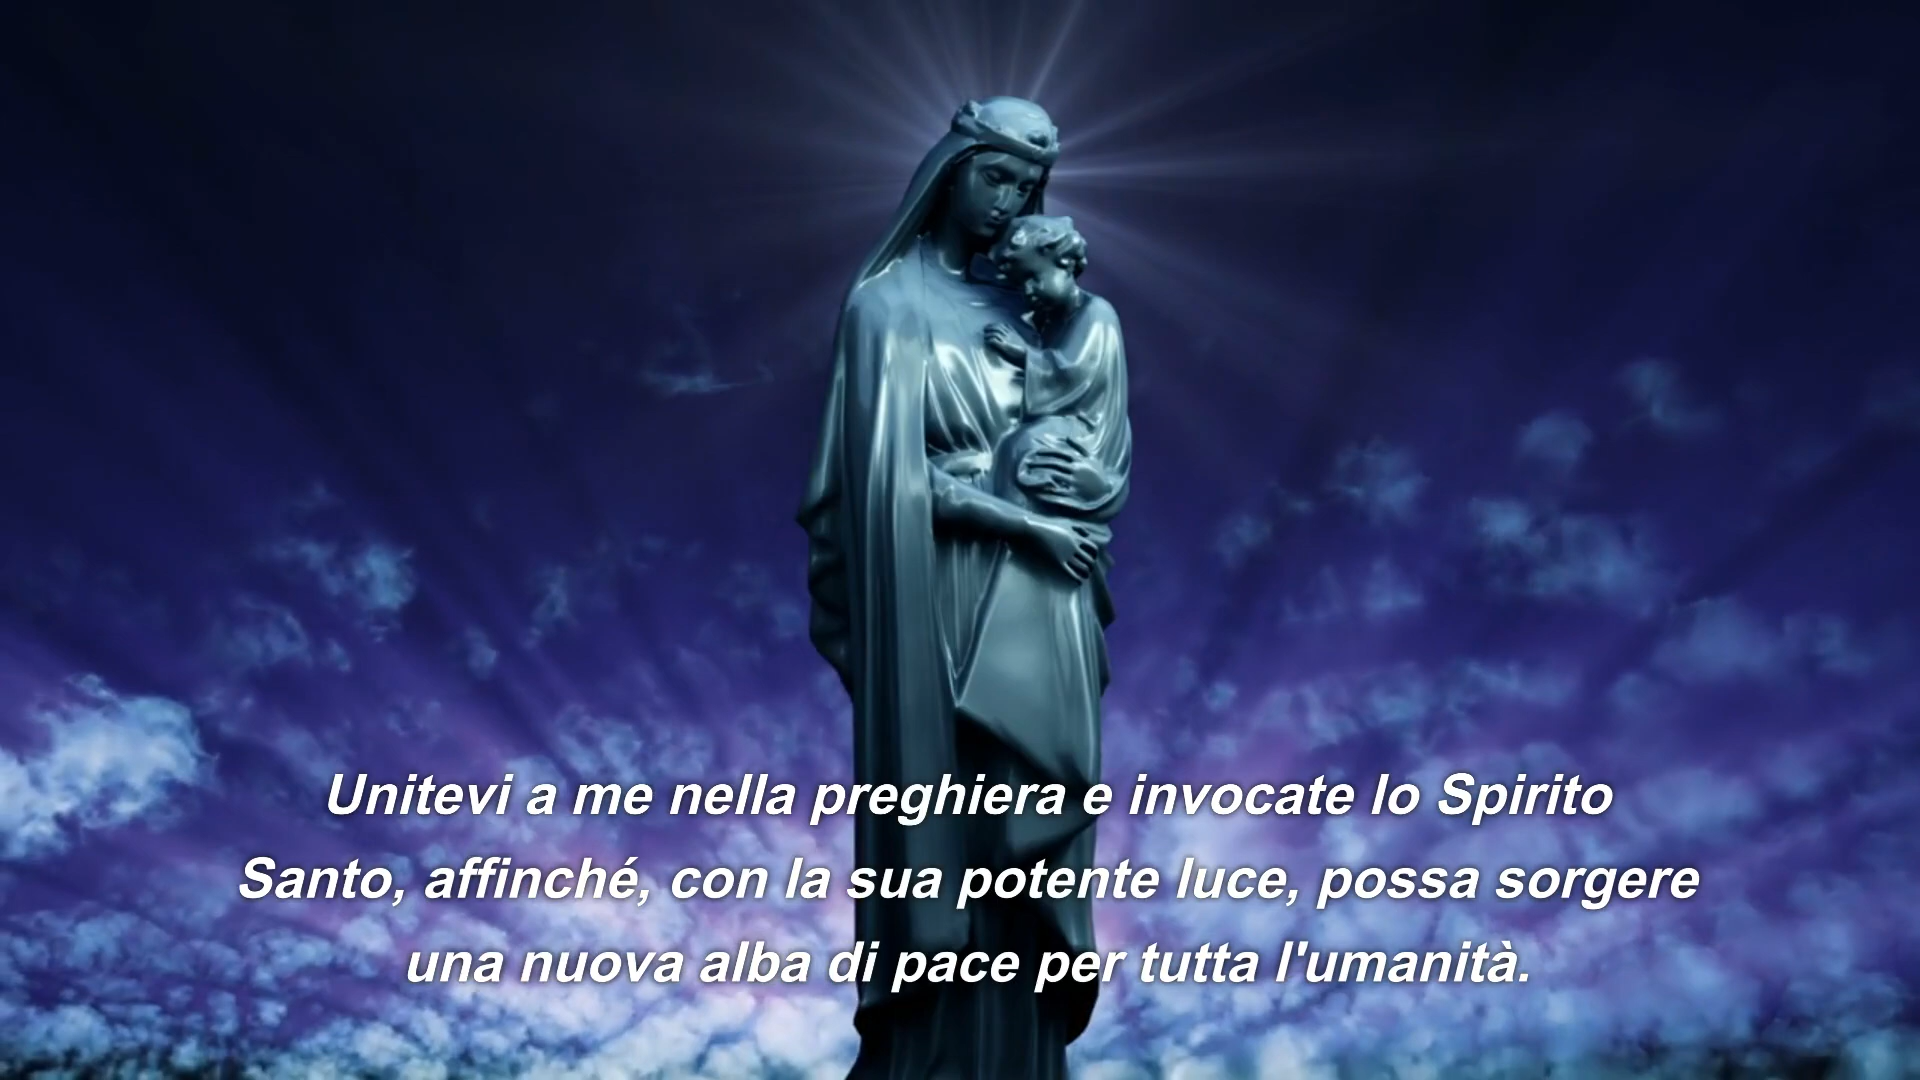 Unitevi a me nella preghiera e invocate lo Spirito
Santo, affinché, con la sua potente luce, possa sorgere
una nuova alba di pace per tutta l'umanità.